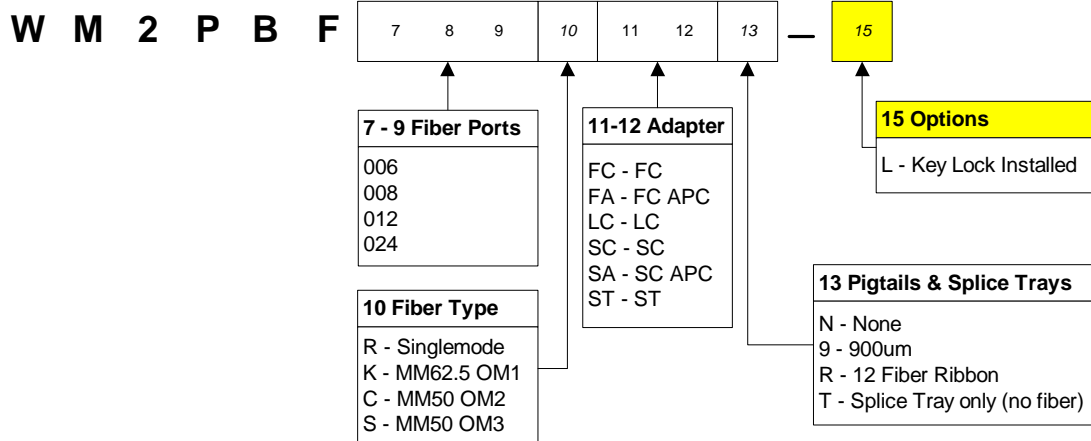 W M 2 P B F 7 8 9 10 11 12 13 — 15
7 - 9 Fiber Ports
006
008
012
024
10 Fiber Type
R - Singlemode
K - MM62.5 OM1
C - MM50 OM2
S - MM50 OM3
11-12 Adapter
FC - FC
FA - FC APC
LC - LC
SC - SC
SA - SC APC
ST - ST
15 Options
L - Key Lock Installed
13 Pigtails & Splice Trays
N - None
9 - 900um
R - 12 Fiber Ribbon
T - Splice Tray only (no fiber)